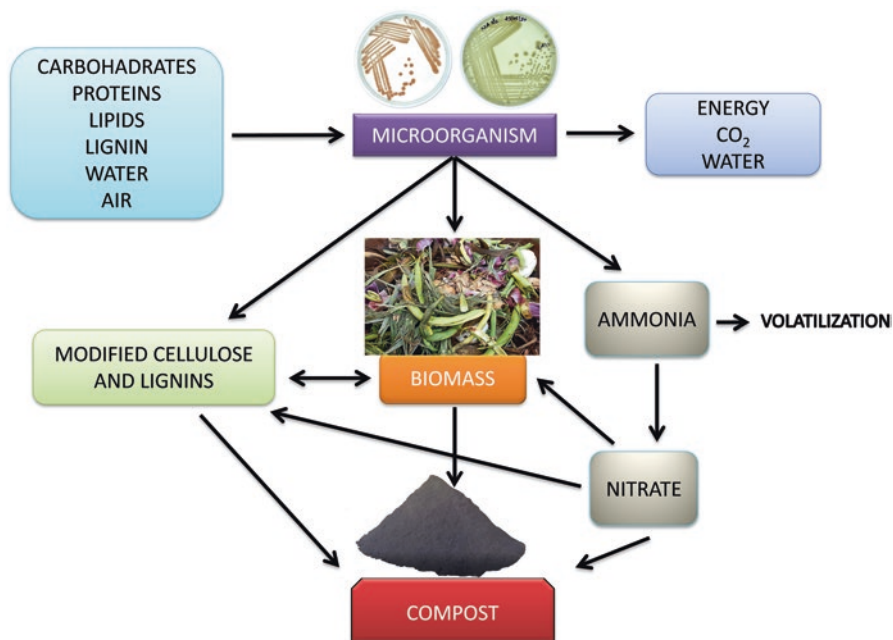 CARBOHADRATES
PROTEINS
LIPIDS
LIGNIN
WATER
AIR
MICROORGANISM
ENERGY
CO₂
WATER
AMMONIA
VOLATILIZATION
MODIFIED CELLULOSE
AND LIGNINS
BIOMASS
NITRATE
COMPOST